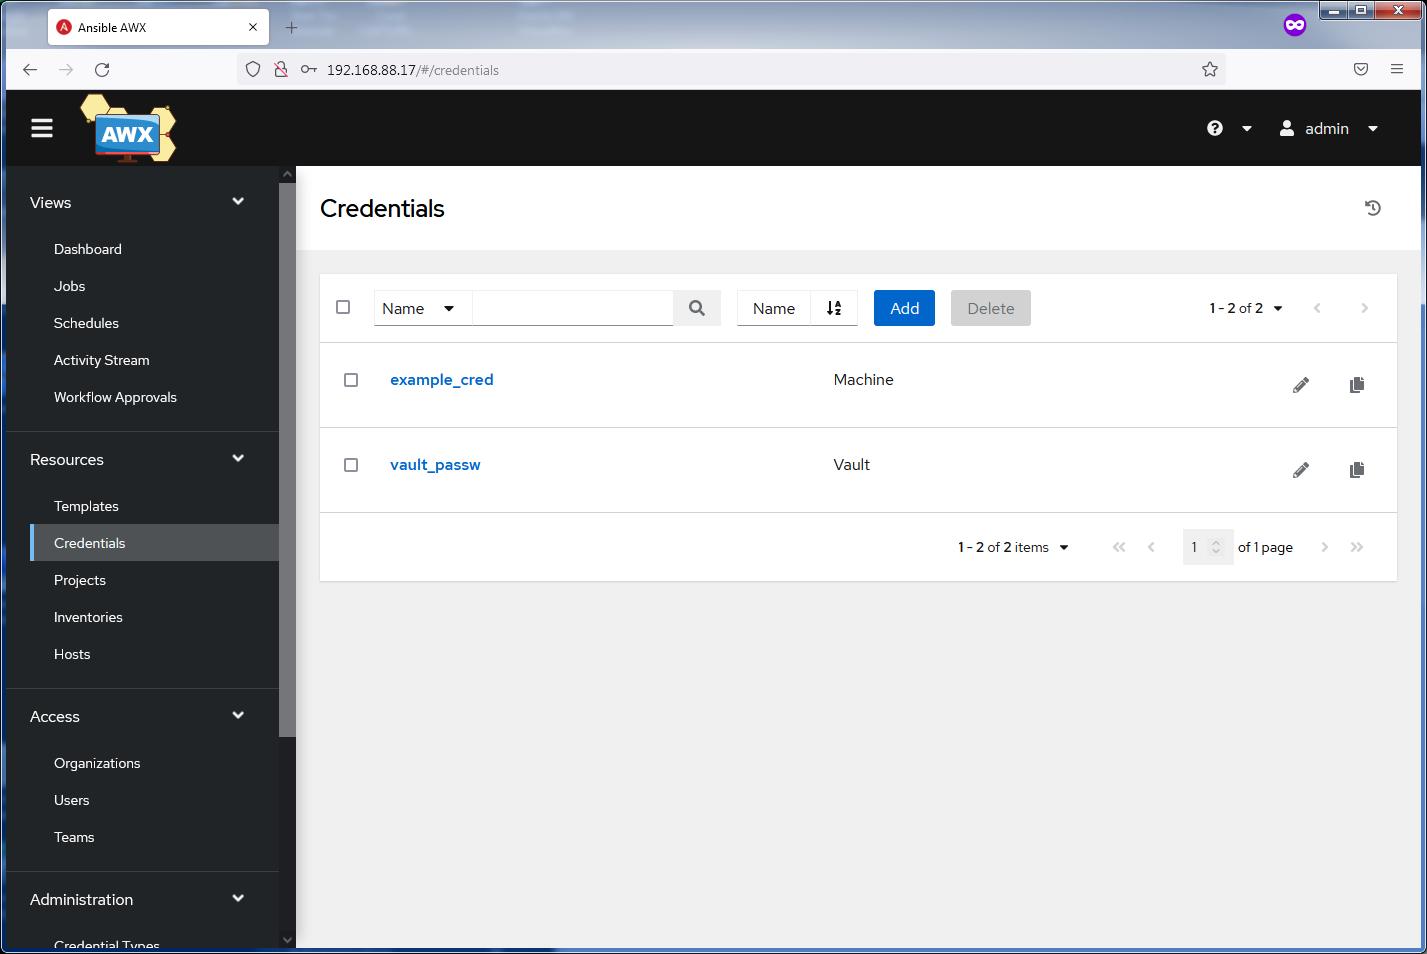 Ansible AWX
192.168.88.17/#/credentials
AWX
admin
Views
Dashboard
Jobs
Schedules
Activity Stream
Workflow Approvals
Resources
Templates
Credentials
Projects
Inventories
Hosts
Access
Organizations
Users
Teams
Administration
Credential Types
Credentials
Name
Name
Add
Delete
1 - 2 of 2
example_cred Machine
vault_passw Vault
1 - 2 of 2 items
1 of 1 page